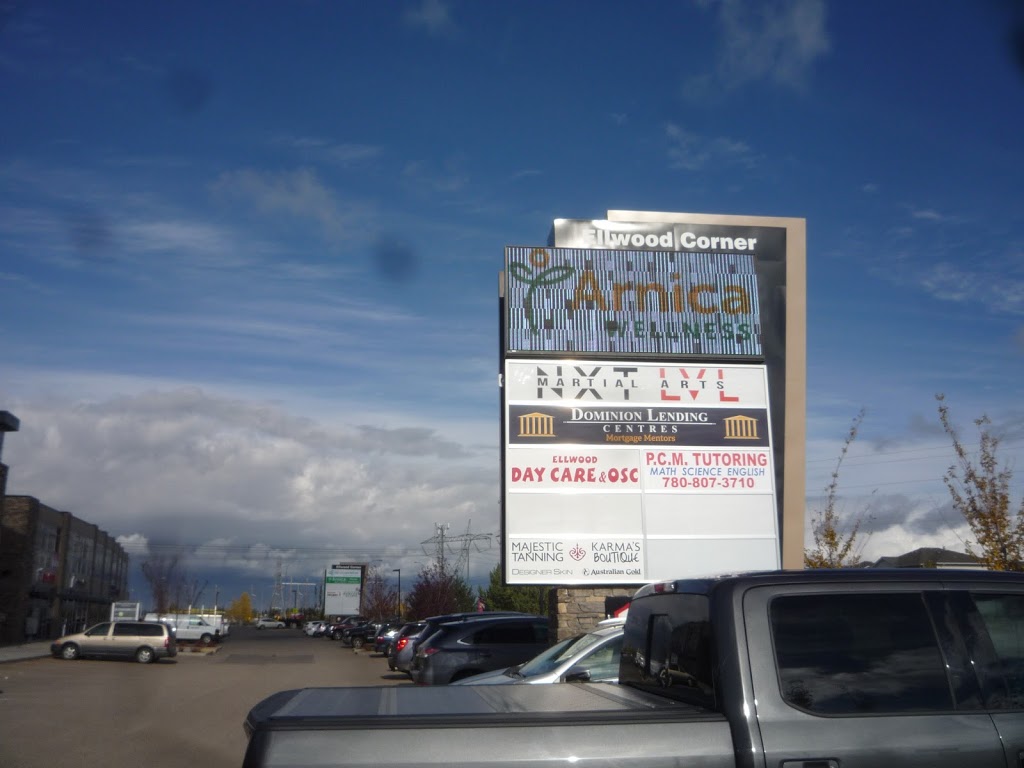 Ellwood Corner
Arnica
WELLNESS
NXT LVL
MARTIAL ARTS
DOMINION LENDING
CENTRES
Mortgage Mentors
ELLWOOD
DAY CARE & OSC
P.C.M. TUTORING
MATH SCIENCE ENGLISH
780-807-3710
MAJESTIC
TANNING
KARMA'S
BOUTIQUE
DESIGNER SKIN
Australian Gold